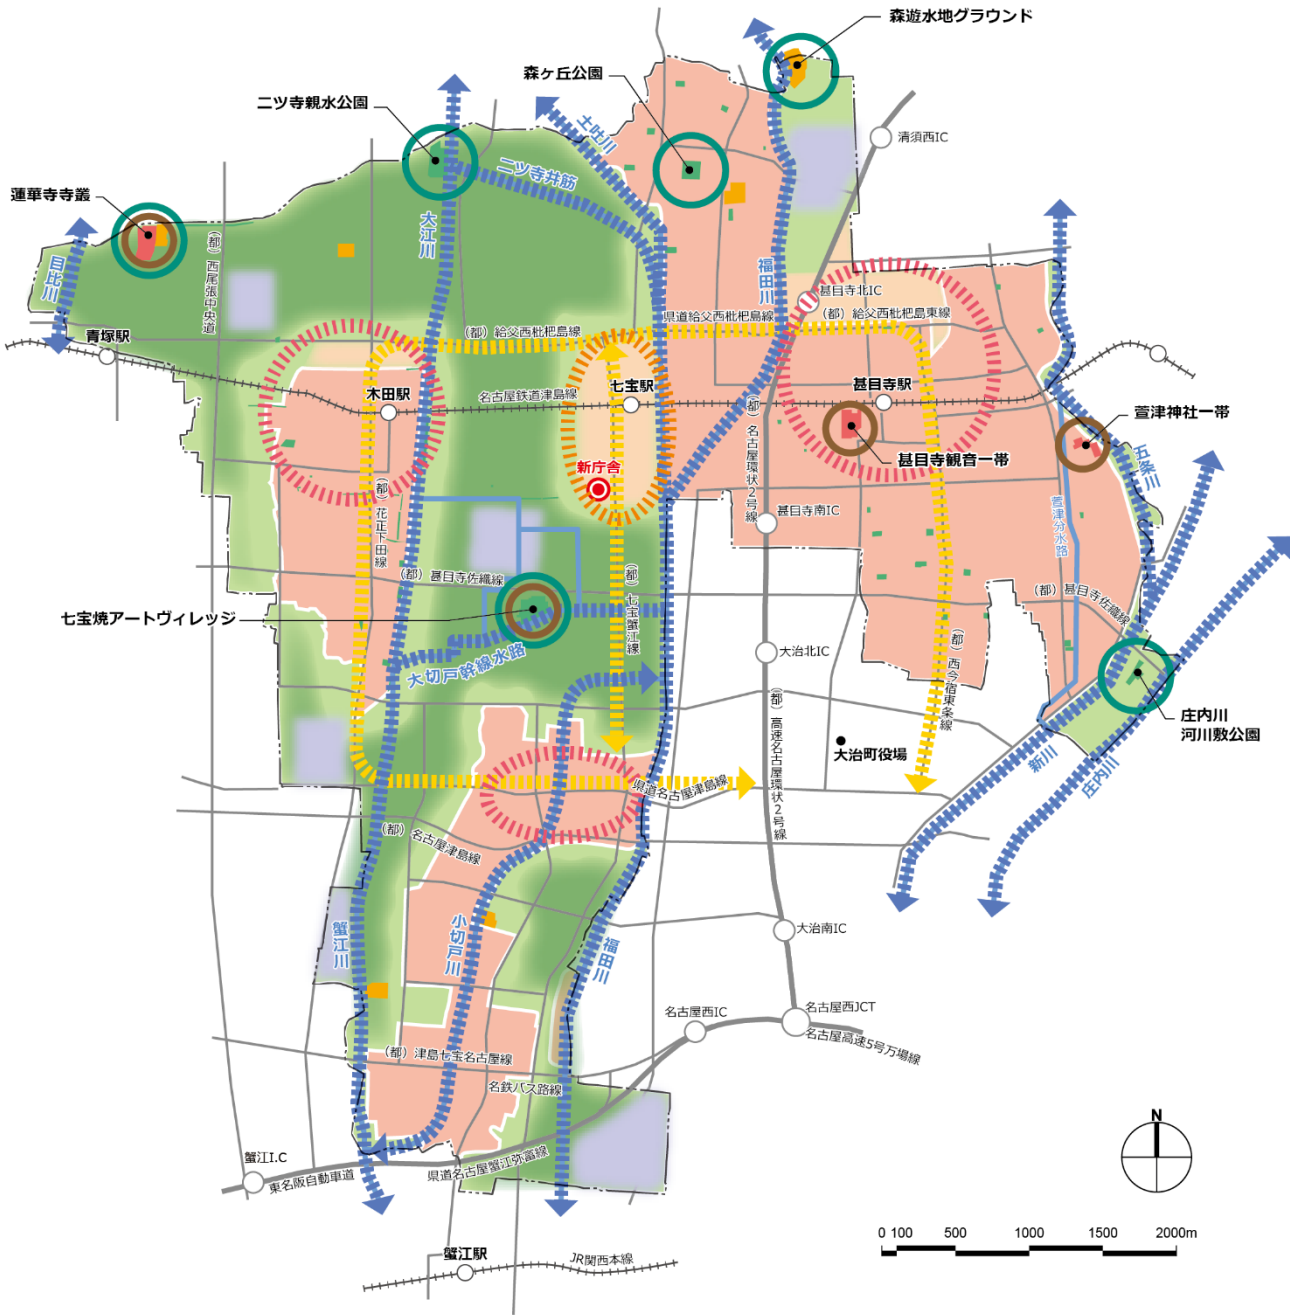 森遊水地グラウンド
森ヶ丘公園
二ツ寺親水公園
土吐川
清須西IC
二ツ寺井筋
蓮華寺寺叢
大江川
(都)西尾張中央道
目比川
福田川
甚目寺北IC
(都)給父西枇杷島線
県道給父西枇杷島線
(都)給父西枇杷島東線
青塚駅
木田駅
名古屋鉄道津島線
七宝駅
甚目寺駅
萱津神社一帯
(都)名古屋環状2号線
甚目寺観音一帯
五条川
新庁舎
(都)花正下田線
甚目寺南IC
萱津分水路
(都)甚目寺佐織線
(都)七宝蟹江線
(都)甚目寺佐織線
七宝焼アートヴィレッジ
大切戸幹線水路
大治北IC
(都)西今宿東条線
(都)高速名古屋環状2号線
大治町役場
庄内川
河川敷公園
新川
庄内川
県道名古屋津島線
(都)名古屋津島線
蟹江川
小切戸川
福田川
大治南IC
名古屋西IC
名古屋西JCT
名古屋高速5号万場線
(都)津島七宝名古屋線
名鉄バス路線
蟹江I.C
東名阪自動車道
県道名古屋蟹江弥富線
N
0 100 500 1000 1500 2000m
蟹江駅
JR関西本線